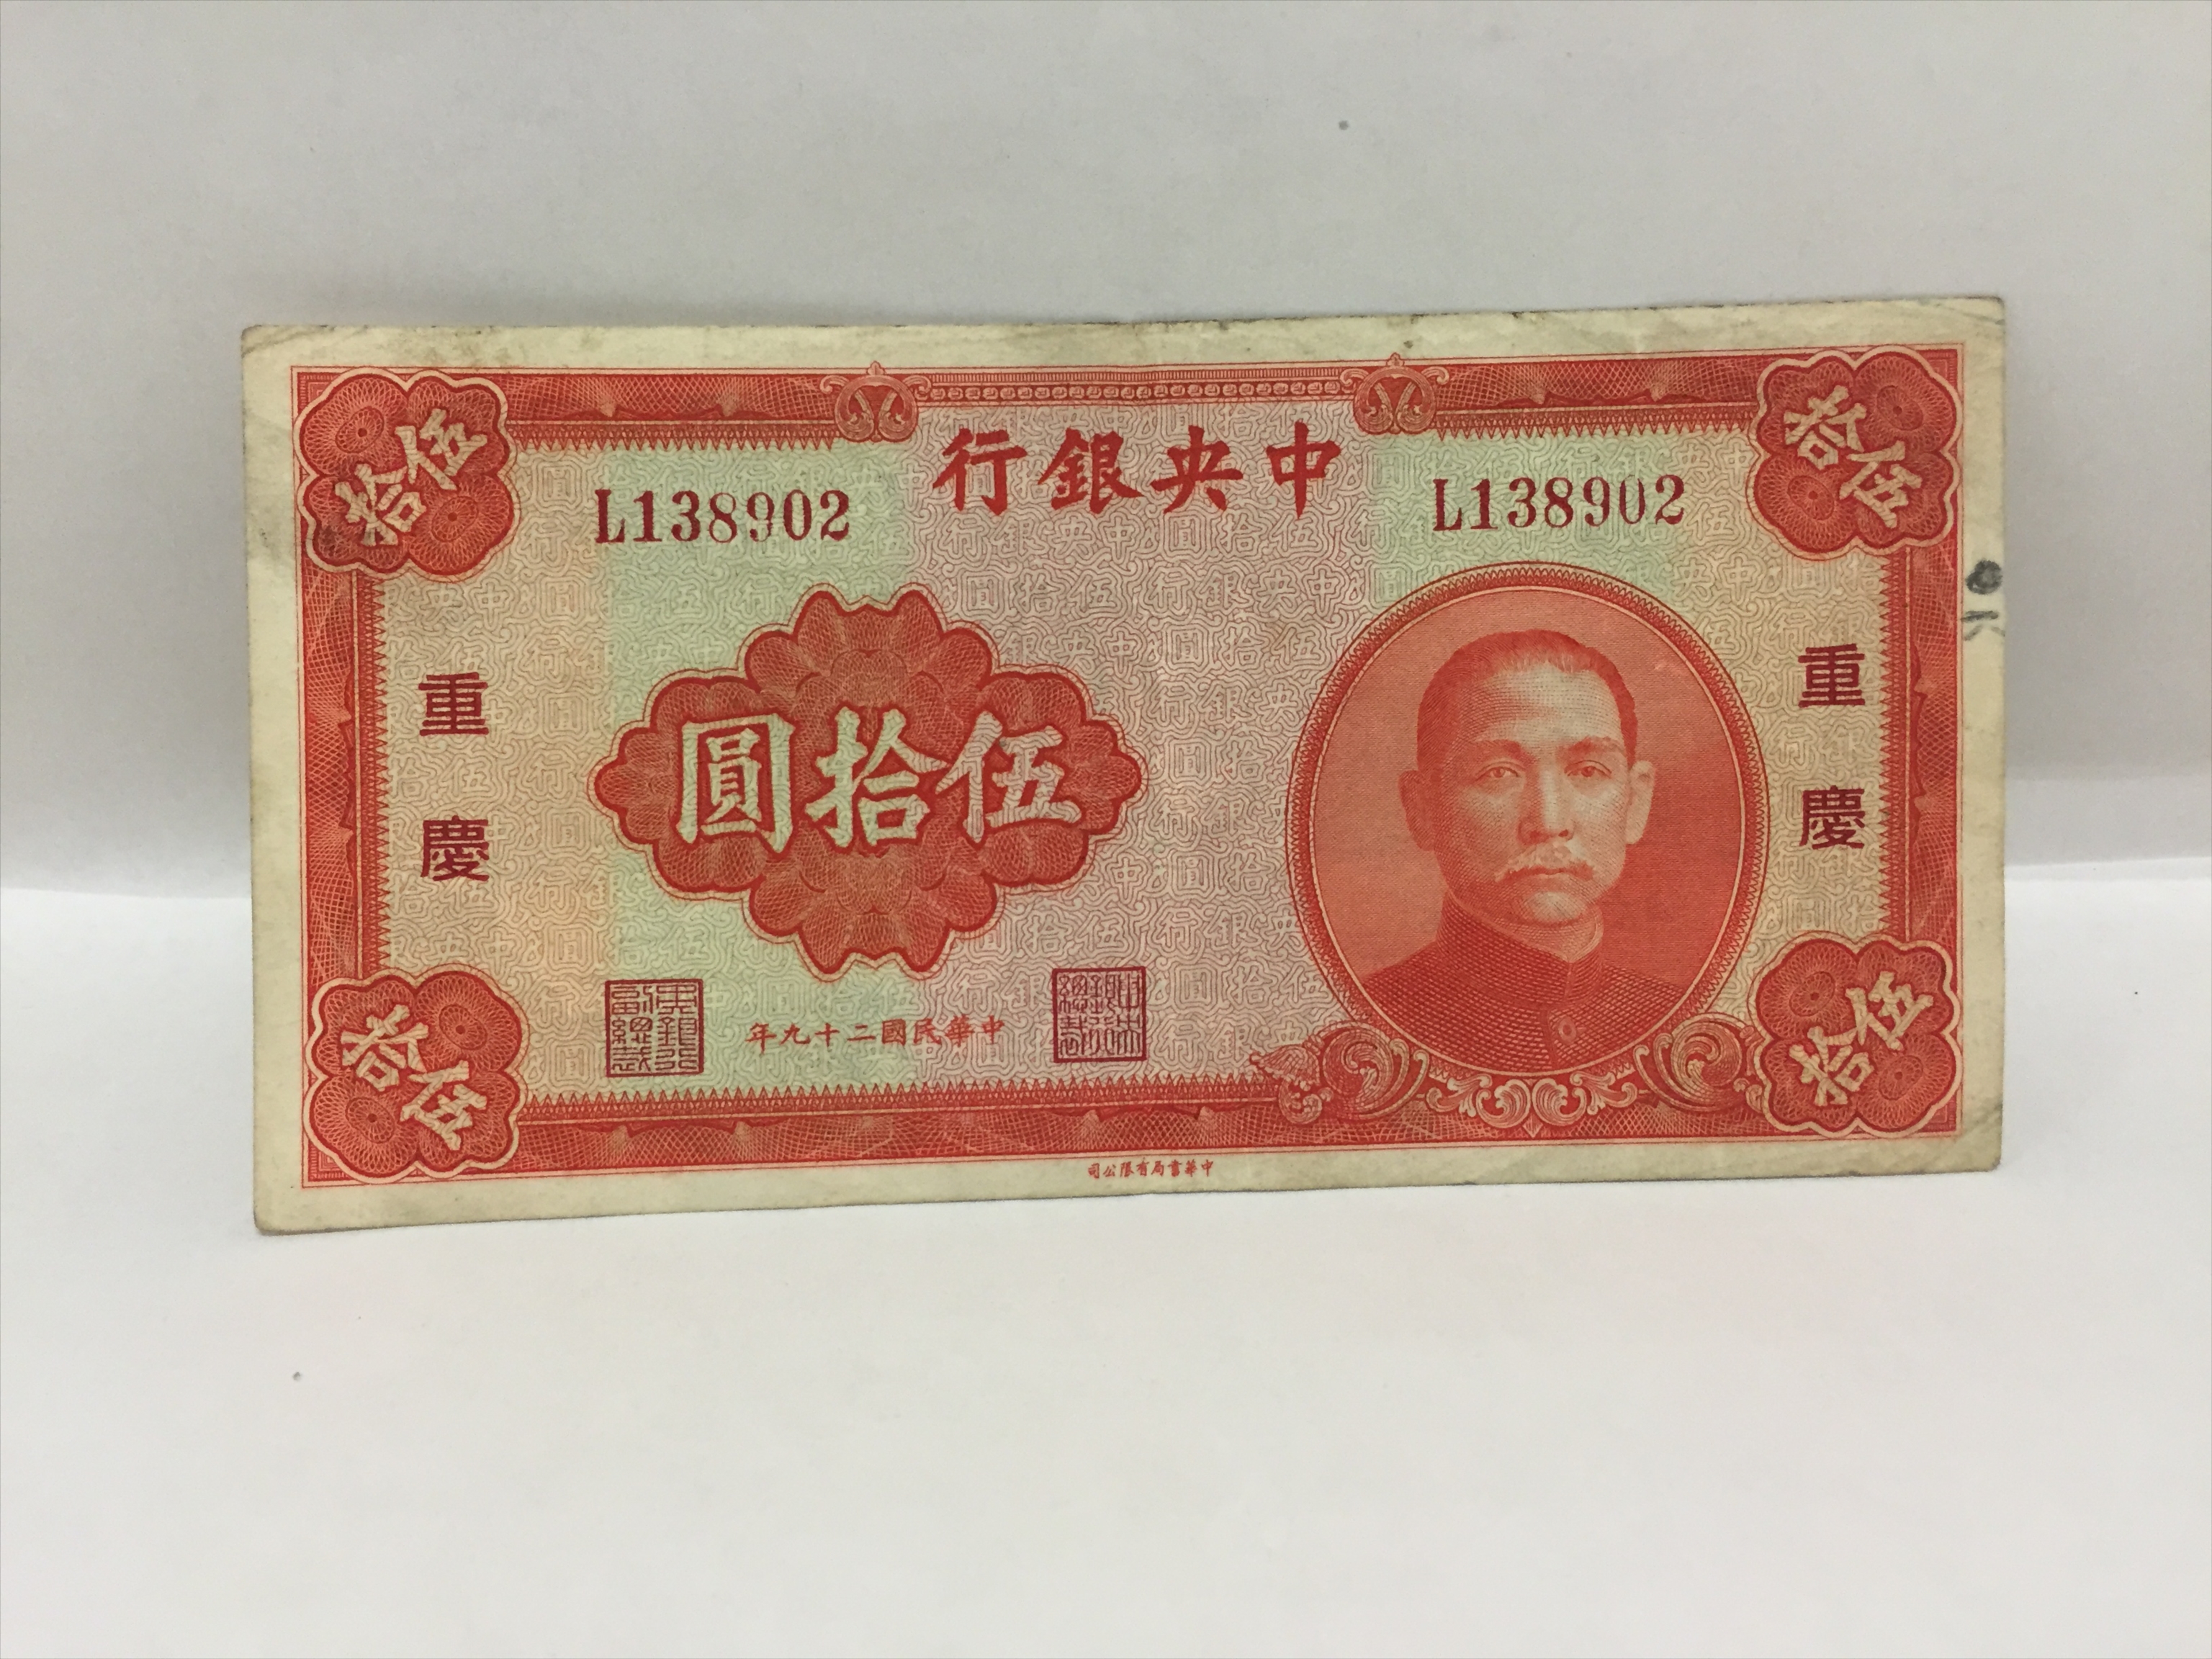 中央銀行
L138902
L138902
伍拾
伍拾
重慶
重慶
伍拾圓
中華民國二十九年
伍拾
伍拾
中華書局有限公司